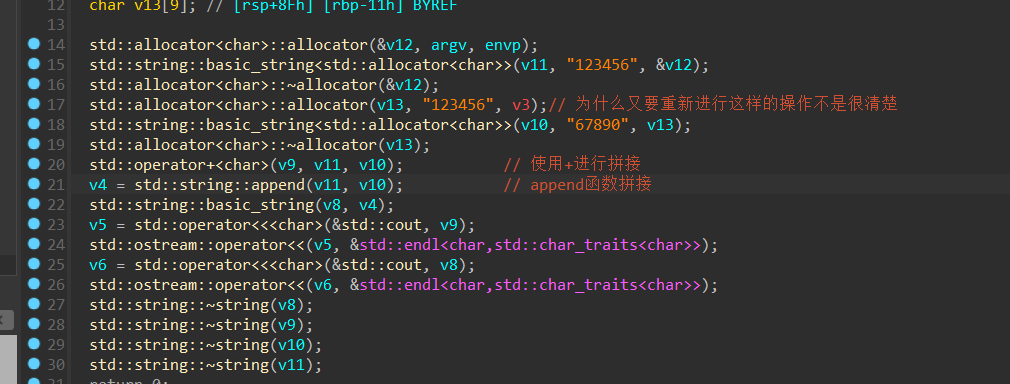 12 char v13[9]; // [rsp+8Fh] [rbp-11h] BYREF
13
14 std::allocator<char>::allocator(&v12, argv, envp);
15 std::string::basic_string<std::allocator<char>>(v11, "123456", &v12);
16 std::allocator<char>::~allocator(&v12);
17 std::allocator<char>::allocator(v13, "123456", v3);// 为什么又要重新进行这样的操作不是很清楚
18 std::string::basic_string<std::allocator<char>>(v10, "67890", v13);
19 std::allocator<char>::~allocator(v13);
20 std::operator+<char>(v9, v11, v10); // 使用+进行拼接
21 v4 = std::string::append(v11, v10); // append函数拼接
22 std::string::basic_string(v8, v4);
23 v5 = std::operator<<<char>(&std::cout, v9);
24 std::ostream::operator<<(v5, &std::endl<char,std::char_traits<char>>);
25 v6 = std::operator<<<char>(&std::cout, v8);
26 std::ostream::operator<<(v6, &std::endl<char,std::char_traits<char>>);
27 std::string::~string(v8);
28 std::string::~string(v9);
29 std::string::~string(v10);
30 std::string::~string(v11);